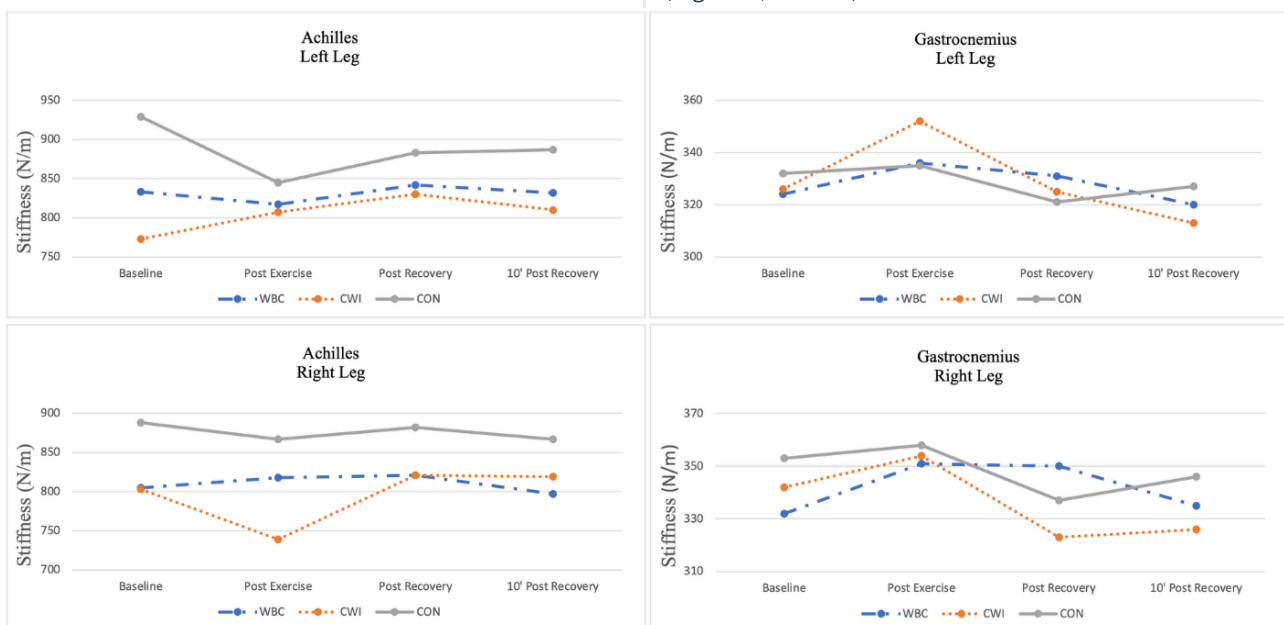 Achilles
Left Leg
Stiffness (N/m)
950
900
850
800
750
Baseline Post Exercise Post Recovery 10' Post Recovery
WBC CWI CON
Gastrocnemius
Left Leg
Stiffness (N/m)
360
340
320
300
Baseline Post Exercise Post Recovery 10' Post Recovery
WBC CWI CON
Achilles
Right Leg
Stiffness (N/m)
900
850
800
750
700
Baseline Post Exercise Post Recovery 10' Post Recovery
WBC CWI CON
Gastrocnemius
Right Leg
Stiffness (N/m)
370
350
330
310
Baseline Post Exercise Post Recovery 10' Post Recovery
WBC CWI CON